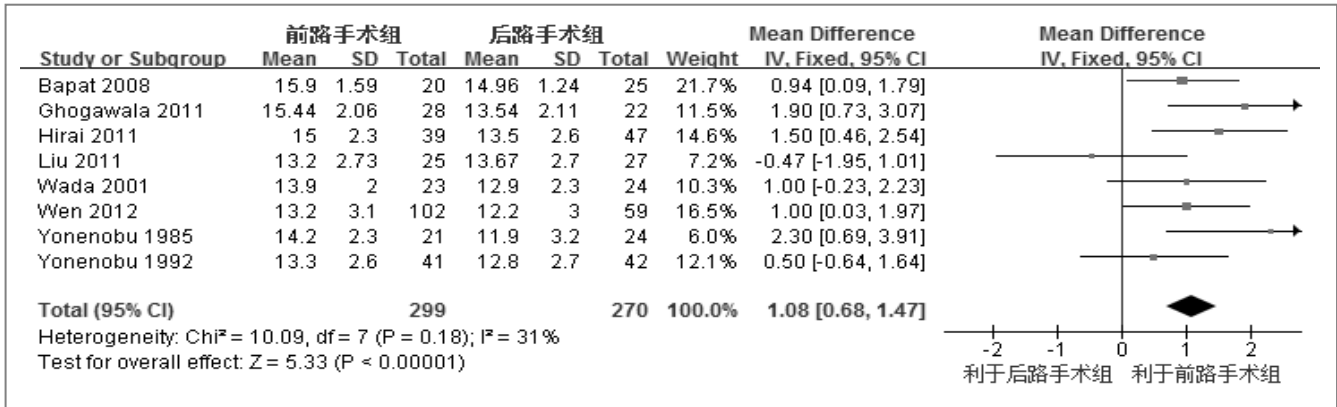 前路手术组 后路手术组 Mean Difference Mean Difference
Study or Subgroup Mean SD Total Mean SD Total Weight IV, Fixed, 95% CI IV, Fixed, 95% CI
Bapat 2008 15.9 1.59 20 14.96 1.24 25 21.7% 0.94 [0.09, 1.79]
Ghogawala 2011 15.44 2.06 28 13.54 2.11 22 11.5% 1.90 [0.73, 3.07]
Hirai 2011 15 2.3 39 13.5 2.6 47 14.6% 1.50 [0.46, 2.54]
Liu 2011 13.2 2.73 25 13.67 2.7 27 7.2% -0.47 [-1.95, 1.01]
Wada 2001 13.9 2 23 12.9 2.3 24 10.3% 1.00 [-0.23, 2.23]
Wen 2012 13.2 3.1 102 12.2 3 59 16.5% 1.00 [0.03, 1.97]
Yonenobu 1985 14.2 2.3 21 11.9 3.2 24 6.0% 2.30 [0.69, 3.91]
Yonenobu 1992 13.3 2.6 41 12.8 2.7 42 12.1% 0.50 [-0.64, 1.64]
Total (95% CI) 299 270 100.0% 1.08 [0.68, 1.47]
Heterogeneity: Chi² = 10.09, df = 7 (P = 0.18); I² = 31%
Test for overall effect: Z = 5.33 (P < 0.00001)
-2 -1 0 1 2
利于后路手术组 利于前路手术组